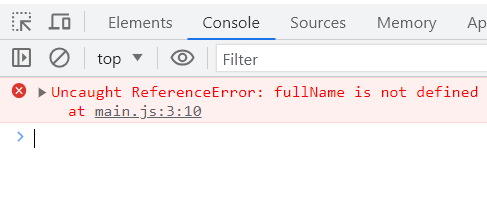 Elements Console Sources Memory Ap
top Filter
Uncaught ReferenceError: fullName is not defined
at main.js:3:10